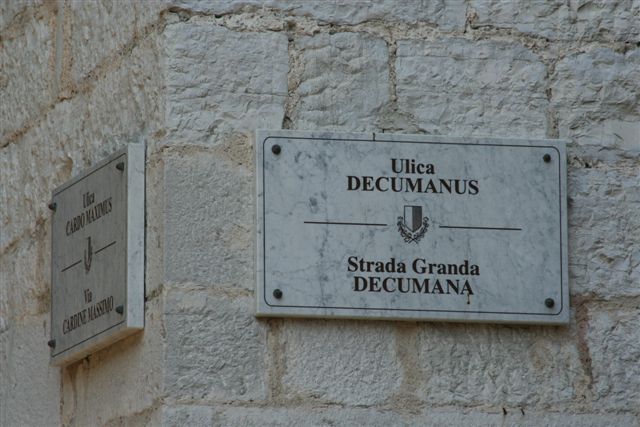 Ulica
CARDO MAXIMUS
Via
CARDINE MASSIMO
Ulica
DECUMANUS
Strada Granda
DECUMANA